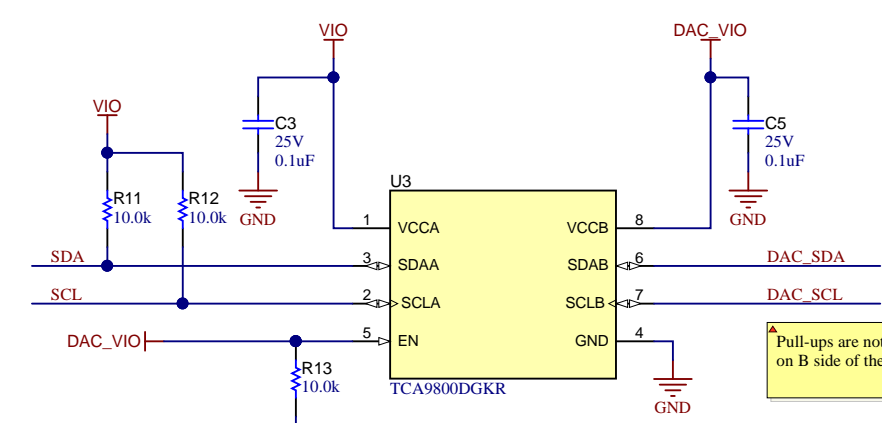 VIO
DAC_VIO
VIO
C3
25V
0.1uF
C5
25V
0.1uF
U3
R11
10.0k
R12
10.0k
GND
GND
1
VCCA
VCCB
8
SDA
3
SDAA
SDAB
6
DAC_SDA
SCL
2
SCLA
SCLB
7
DAC_SCL
DAC_VIO
5
EN
GND
4
Pull-ups are not
on B side of the
R13
10.0k
TCA9800DGKR
GND